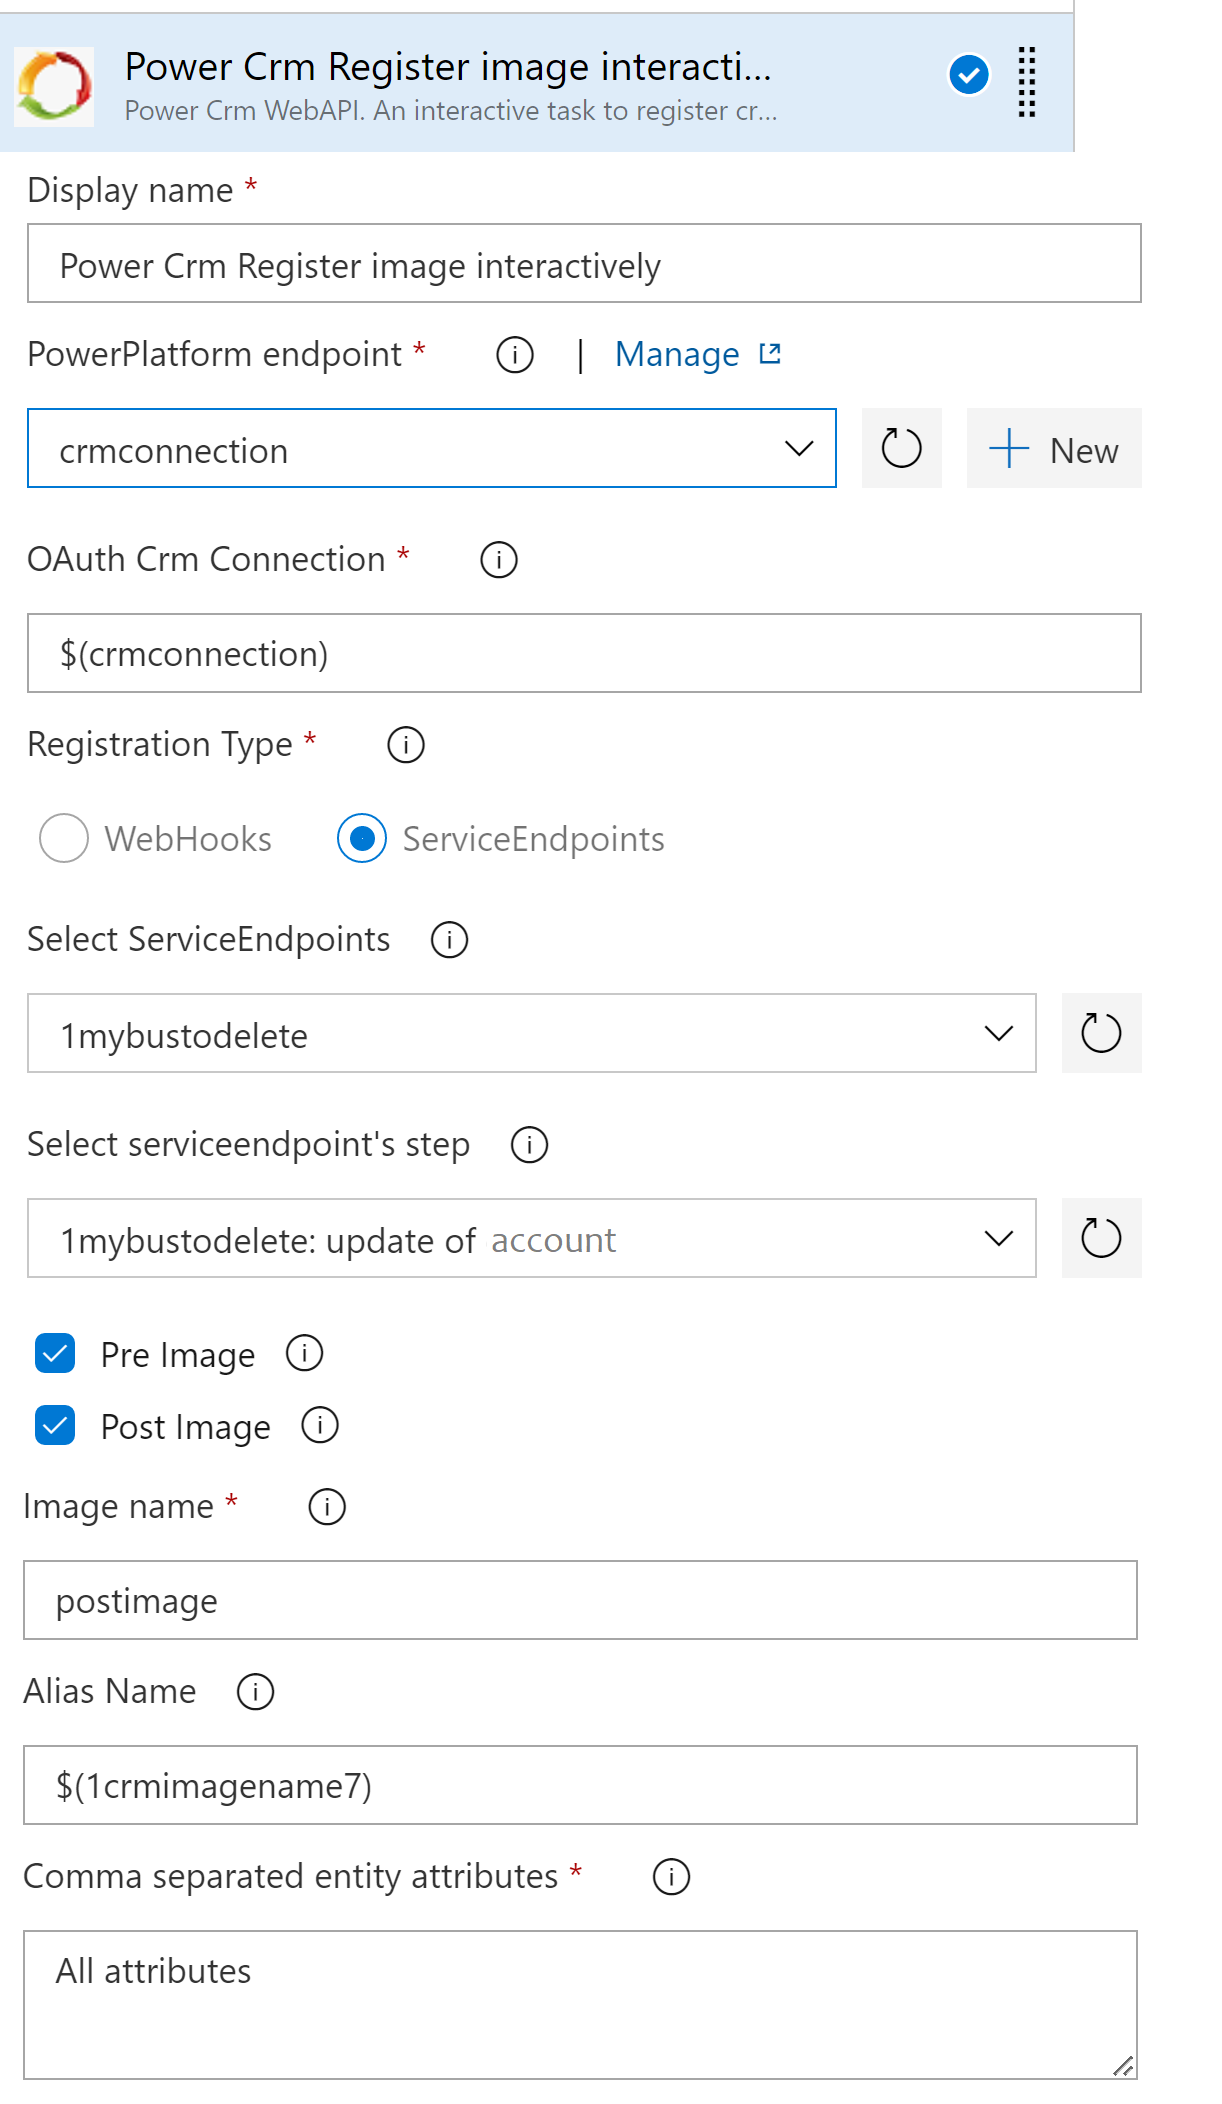 Power Crm Register image interacti...
Power Crm WebAPI. An interactive task to register cr...
Display name *
Power Crm Register image interactively
PowerPlatform endpoint * | Manage
crmconnection New
OAuth Crm Connection *
$(crmconnection)
Registration Type *
WebHooks ServiceEndpoints
Select ServiceEndpoints
1mybustodelete
Select serviceendpoint's step
1mybustodelete: update of account
Pre Image
Post Image
Image name *
postimage
Alias Name
$(1crmimagename7)
Comma separated entity attributes *
All attributes